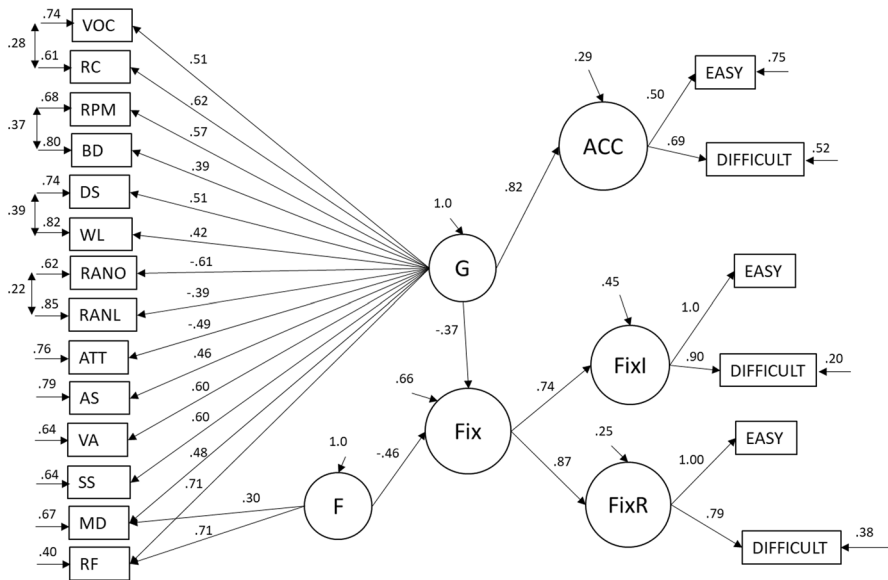 .74
VOC
.28
.61
RC
.68
RPM
.37
.80
BD
.74
DS
.39
.82
WL
.62
RANO
.22
.85
RANL
.76
ATT
.79
AS
.64
VA
.64
SS
.67
MD
.40
RF
.51
.62
.57
.39
.51
.42
-.61
-.39
-.49
.46
.60
.60
.48
.71
.30
.71
1.0
G
.82
-.37
1.0
F
-.46
.66
Fix
.74
.87
.29
ACC
.50
.69
EASY
.75
DIFFICULT
.52
.45
FixI
1.0
.90
EASY
DIFFICULT
.20
.25
FixR
1.00
.79
EASY
DIFFICULT
.38